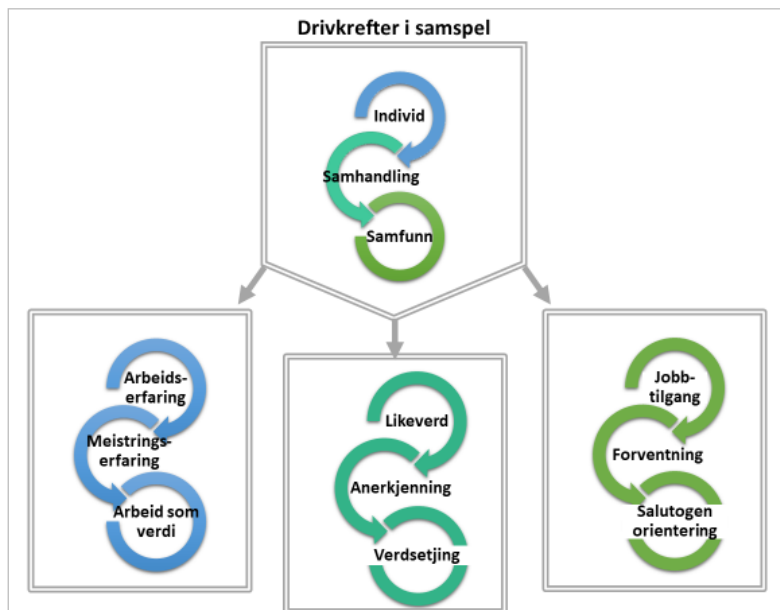 Drivkrefter i samspel
Individ
Samhandling
Samfunn
Arbeids-
erfaring
Meistrings-
erfaring
Arbeid som
verdi
Likeverd
Anerkjenning
Verdsetjing
Jobb-
tilgang
Forventning
Salutogen
orientering